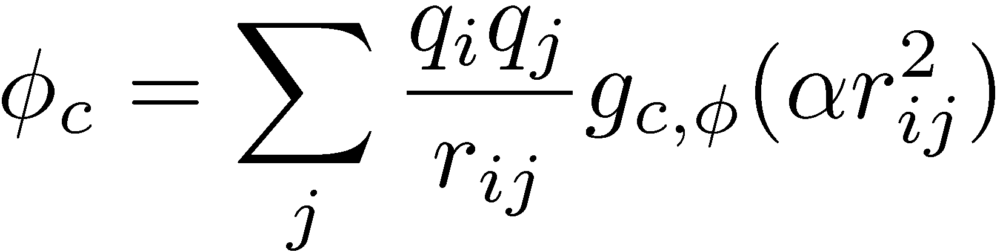 $\phi_c = \sum_j \frac{q_i q_j}{r_{ij}} g_{c,\phi}(\alpha r_{ij}^2)$